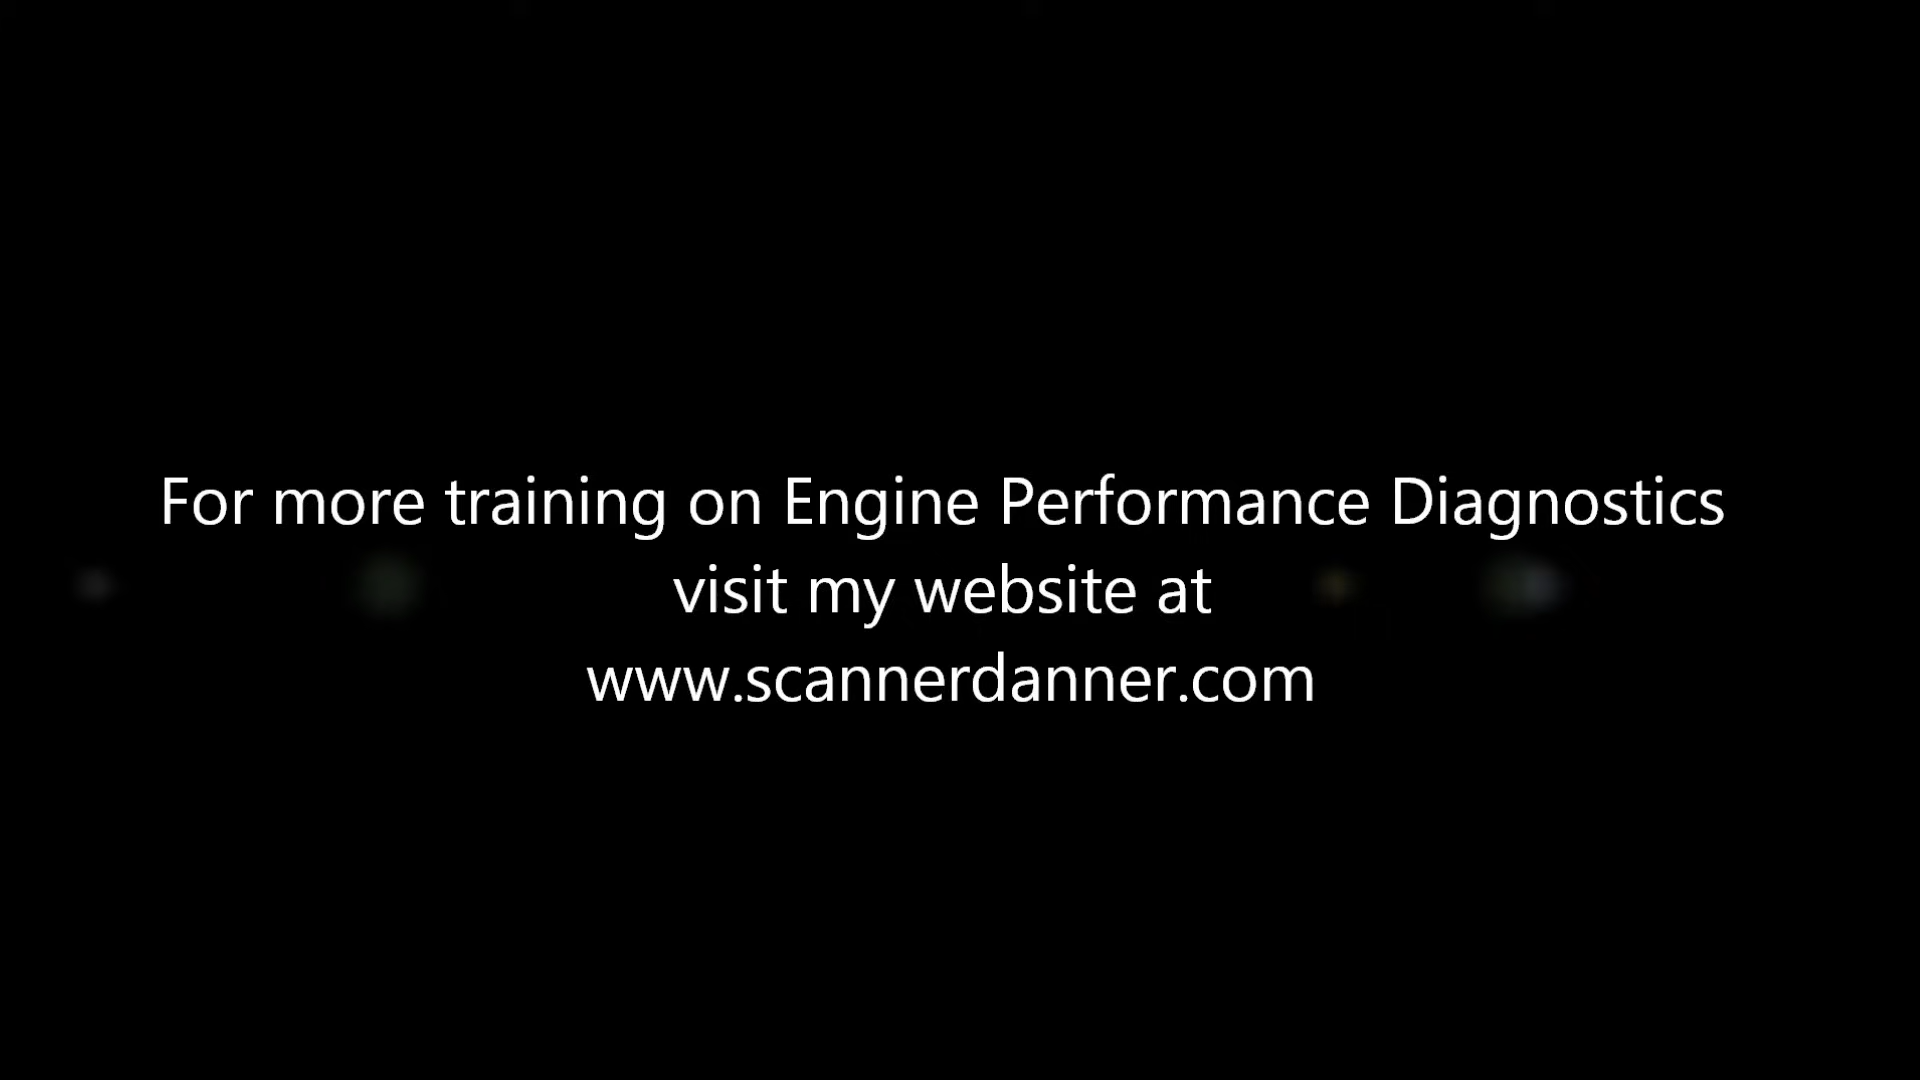 For more training on Engine Performance Diagnostics
visit my website at
www.scannerdanner.com